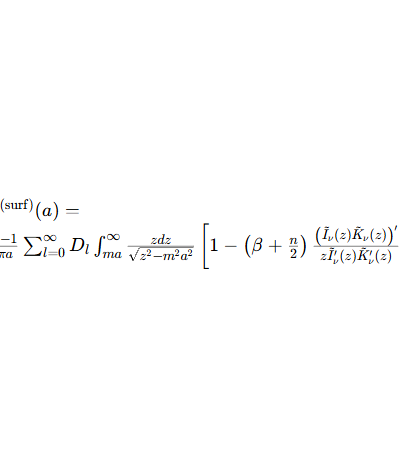 (surf)(a) =
−1/πa ∑_{l=0}^{∞} D_l ∫_{ma}^{∞} zdz/√(z²−m²a²) [1 − (β + n/2) (Ĩ_ν(z)K̃_ν(z))′/(zĨ′_ν(z)K̃′_ν(z))